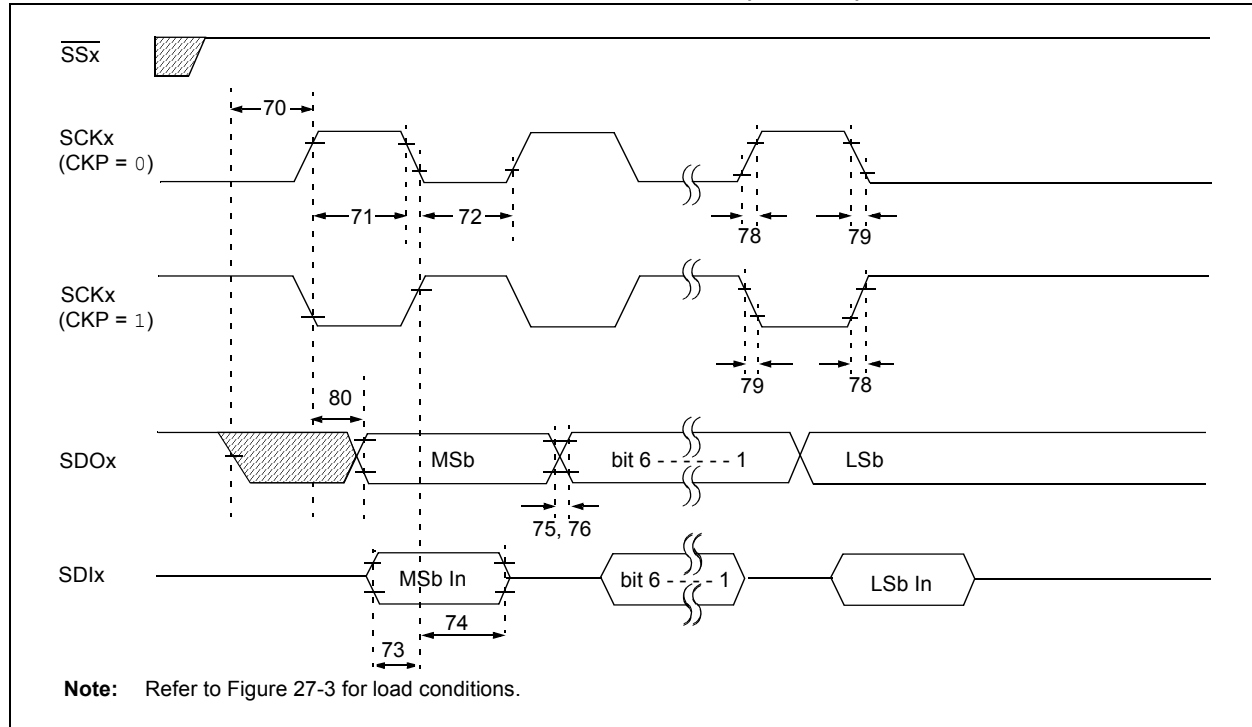 SSx
70
SCKx
(CKP = 0)
71
72
78
79
SCKx
(CKP = 1)
79
78
80
SDOx
MSb
bit 6 - - - - - - 1
LSb
75, 76
SDIx
MSb In
bit 6 - - - - 1
LSb In
74
73
Note: Refer to Figure 27-3 for load conditions.